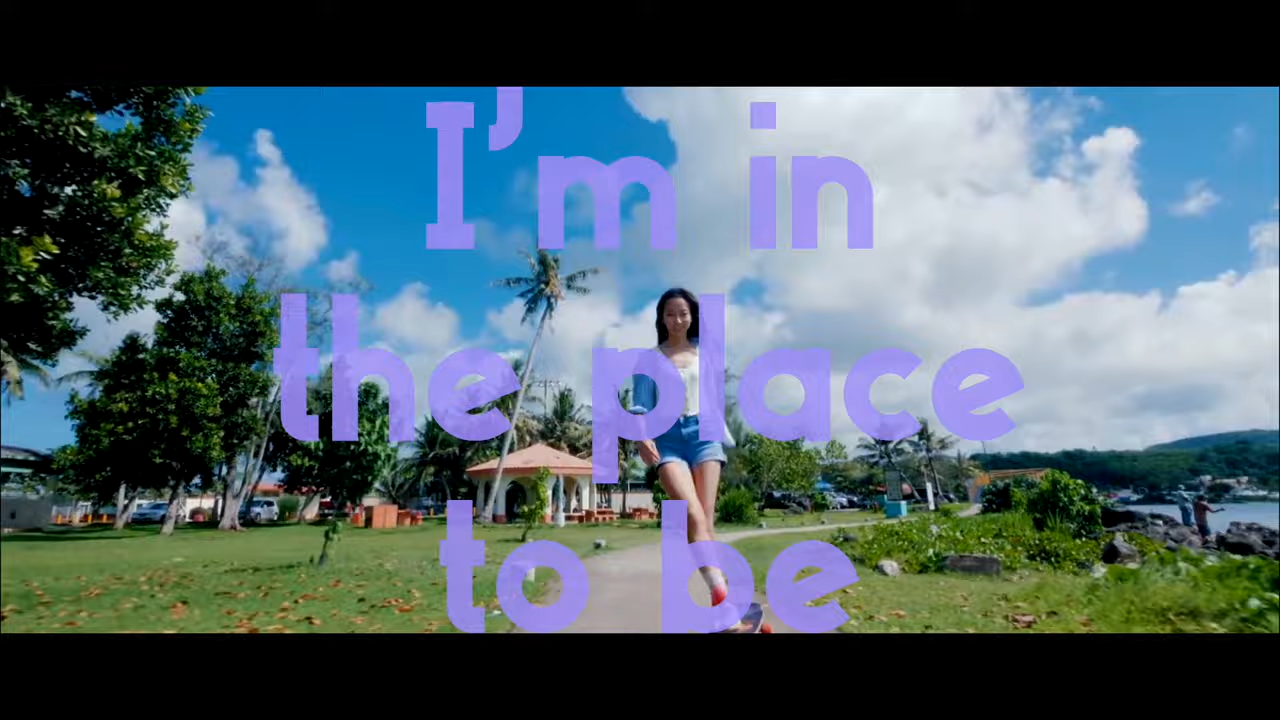 I’m in
the place
to be